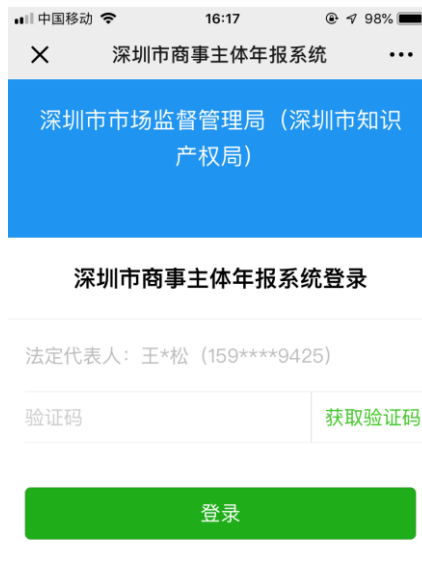 中国移动 16:17 98%
深圳市商事主体年报系统
深圳市市场监督管理局（深圳市知识
产权局）
深圳市商事主体年报系统登录
法定代表人：王*松（159****9425）
验证码 获取验证码
登录